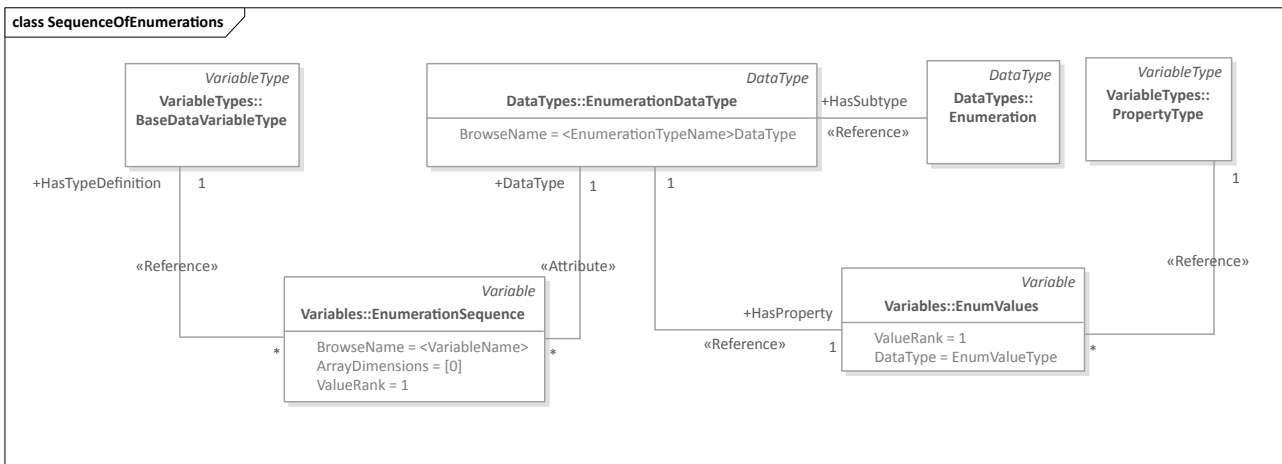 class SequenceOfEnumerations
VariableType
VariableTypes::
BaseDataVariableType
DataType
DataTypes::EnumerationDataType
BrowseName = <EnumerationTypeName>DataType
+HasSubtype
«Reference»
DataType
DataTypes::
Enumeration
VariableType
VariableTypes::
PropertyType
+HasTypeDefinition
1
+DataType
1
1
1
«Reference»
«Attribute»
«Reference»
Variable
Variables::EnumerationSequence
BrowseName = <VariableName>
ArrayDimensions = [0]
ValueRank = 1
*
*
+HasProperty
«Reference»
1
Variable
Variables::EnumValues
ValueRank = 1
DataType = EnumValueType
*